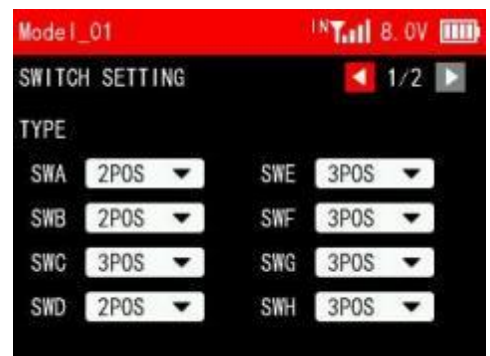 Model_01 IN 8.0V
SWITCH SETTING 1/2
TYPE
SWA 2POS SWE 3POS
SWB 2POS SWF 3POS
SWC 3POS SWG 3POS
SWD 2POS SWH 3POS